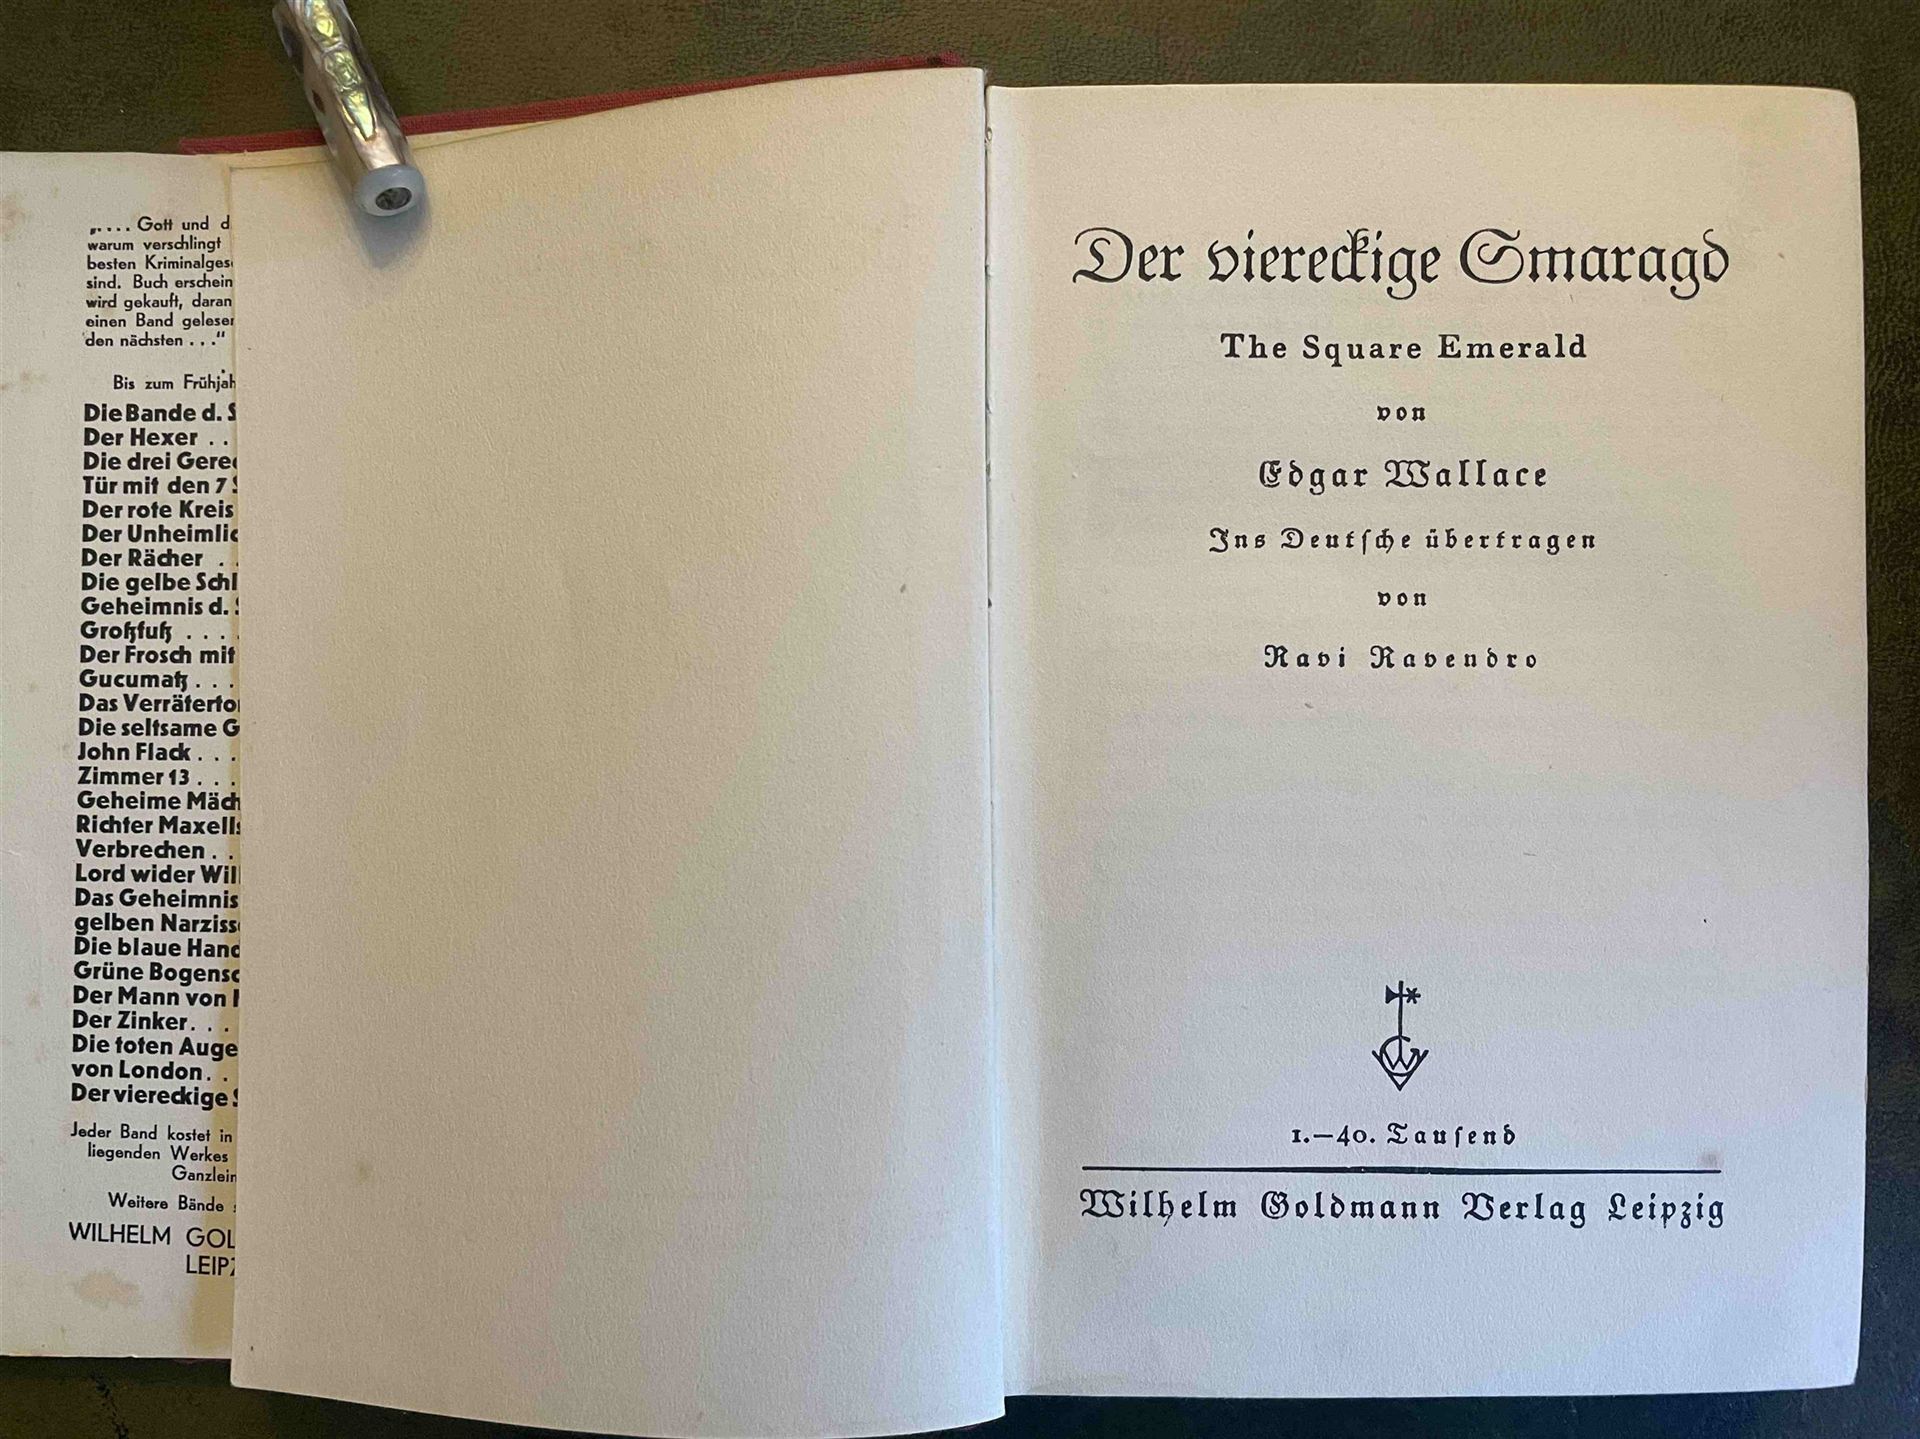 „.... Gott und d
warum verschlingt
besten Kriminalges
sind. Buch erschein
wird gekauft, daran
einen Band gelesen
den nächsten ...“
Bis zum Frühjah
Die Bande d. S
Der Hexer ..
Die drei Gerec
Tür mit den 7 S
Der rote Kreis
Der Unheimlic
Der Rächer ..
Die gelbe Schl
Geheimnis d. S
Großfuß ....
Der Frosch mit
Gucumatz ...
Das Verräterto
Die seltsame G
John Flack ...
Zimmer 13 ...
Geheime Mäch
Richter Maxells
Verbrechen ..
Lord wider Will
Das Geheimnis
gelben Narziss
Die blaue Hand
Grüne Bogensc
Der Mann von
Der Zinker ...
Die toten Auge
von London ..
Der viereckige S
Jeder Band kostet in
liegenden Werkes
Ganzlein
Weitere Bände
WILHELM GOL
LEIPZ
Der viereckige Smaragd
The Square Emerald
von
Edgar Wallace
Ins Deutſche übertragen
von
Ravi Ravendro
1.—40. Tauſend
Wilhelm Goldmann Verlag Leipzig